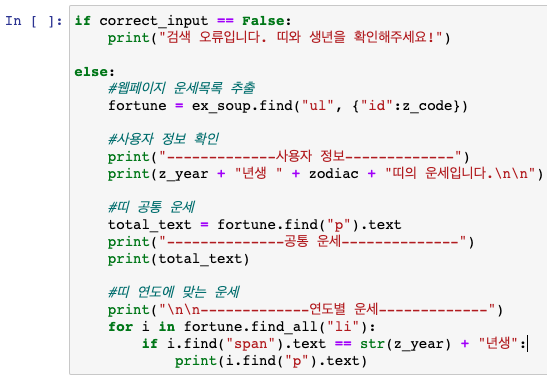 In [ ]: if correct_input == False:
    print("검색 오류입니다. 띠와 생년을 확인해주세요!")

else:
    #웹페이지 운세목록 추출
    fortune = ex_soup.find("ul", {"id":z_code})

    #사용자 정보 확인
    print("-------------사용자 정보-------------")
    print(z_year + "년생 " + zodiac + "띠의 운세입니다.\n\n")

    #띠 공통 운세
    total_text = fortune.find("p").text
    print("--------------공통 운세--------------")
    print(total_text)

    #띠 연도에 맞는 운세
    print("\n\n-------------연도별 운세-------------")
    for i in fortune.find_all("li"):
        if i.find("span").text == str(z_year) + "년생":
            print(i.find("p").text)